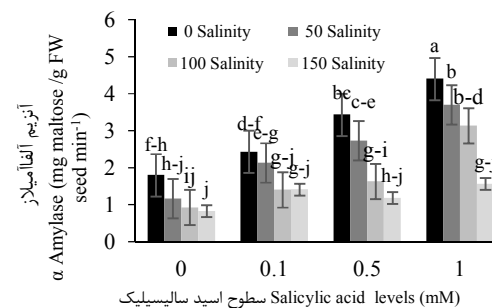 0 Salinity 50 Salinity
100 Salinity 150 Salinity
آنزیم آلفاآمیلاز
α Amylase (mg maltose /g FW
seed min-1)
6
5
4
3
2
1
0
f-h h-j ij j
d-f e-g g-j g-j
bc c-e g-i h-j
a b b-d
0 0.1 0.5 1
سطوح اسید سالیسیلیک Salicylic acid levels (mM)